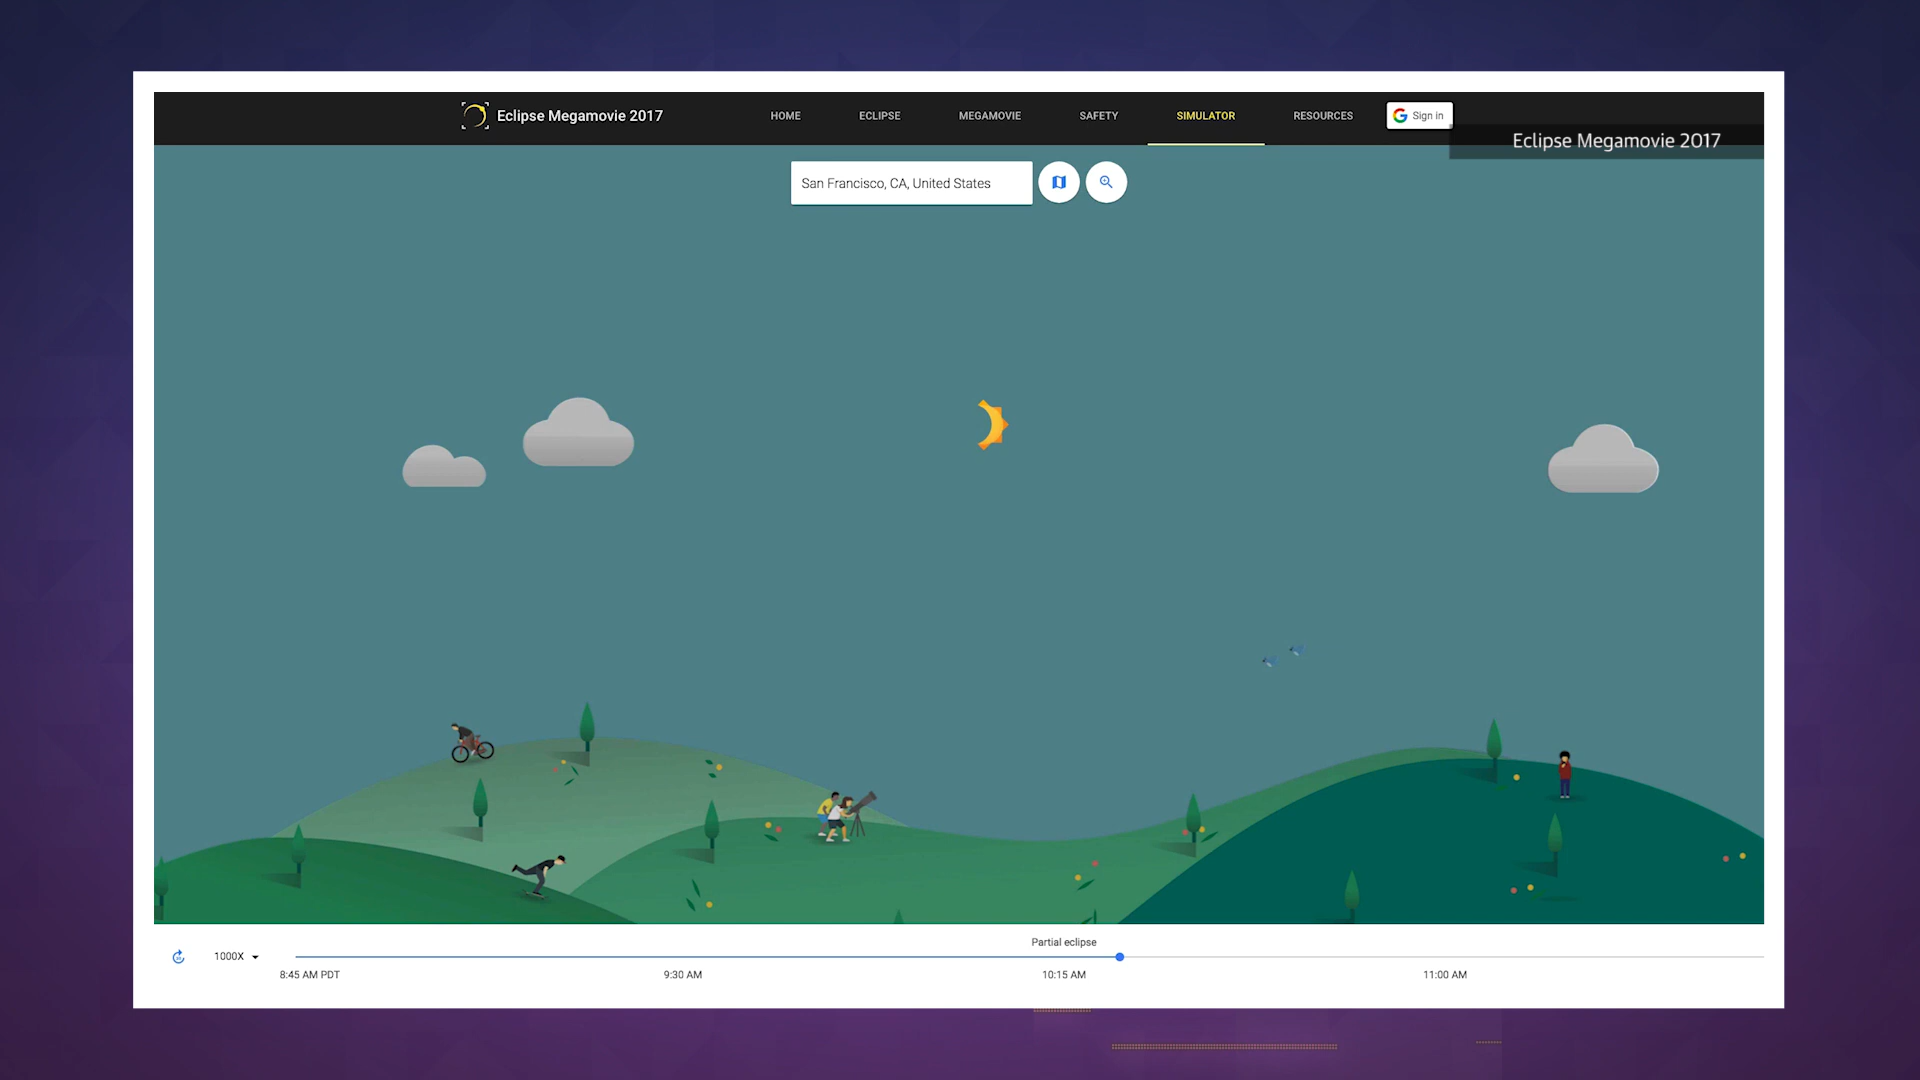 Eclipse Megamovie 2017
HOME
ECLIPSE
MEGAMOVIE
SAFETY
SIMULATOR
RESOURCES
Sign in
Eclipse Megamovie 2017
San Francisco, CA, United States
Partial eclipse
1000X
8:45 AM PDT
9:30 AM
10:15 AM
11:00 AM